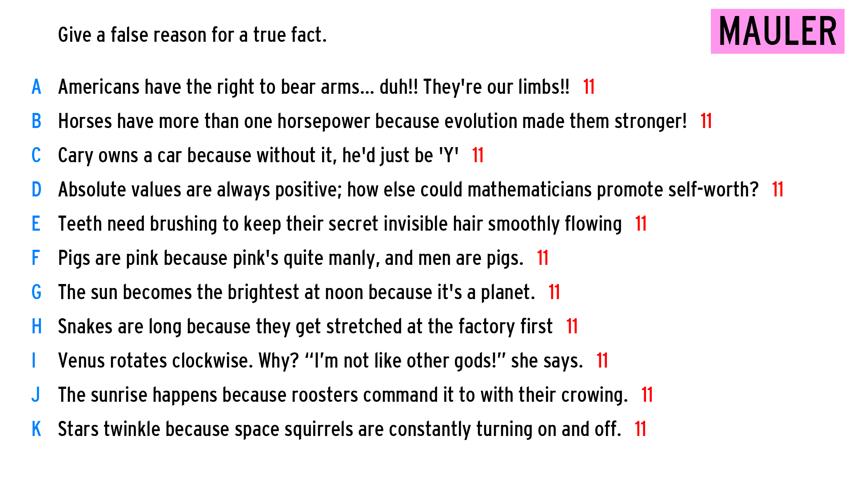 Give a false reason for a true fact.
MAULER
A Americans have the right to bear arms... duh!! They're our limbs!! 11
B Horses have more than one horsepower because evolution made them stronger! 11
C Cary owns a car because without it, he'd just be 'Y' 11
D Absolute values are always positive; how else could mathematicians promote self-worth? 11
E Teeth need brushing to keep their secret invisible hair smoothly flowing 11
F Pigs are pink because pink's quite manly, and men are pigs. 11
G The sun becomes the brightest at noon because it's a planet. 11
H Snakes are long because they get stretched at the factory first 11
I Venus rotates clockwise. Why? “I’m not like other gods!” she says. 11
J The sunrise happens because roosters command it to with their crowing. 11
K Stars twinkle because space squirrels are constantly turning on and off. 11